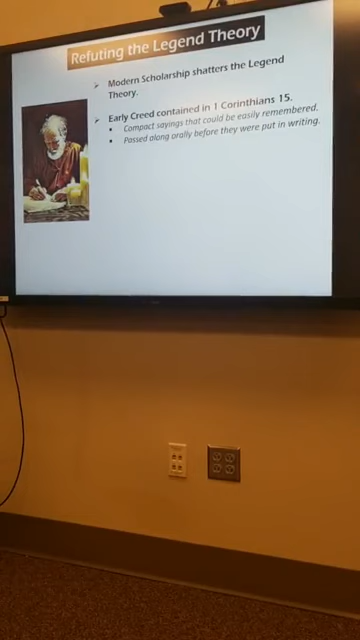 Refuting the Legend Theory
Modern Scholarship shatters the Legend
Theory.
Early Creed contained in 1 Corinthians 15.
Compact sayings that could be easily remembered.
Passed along orally before they were put in writing.